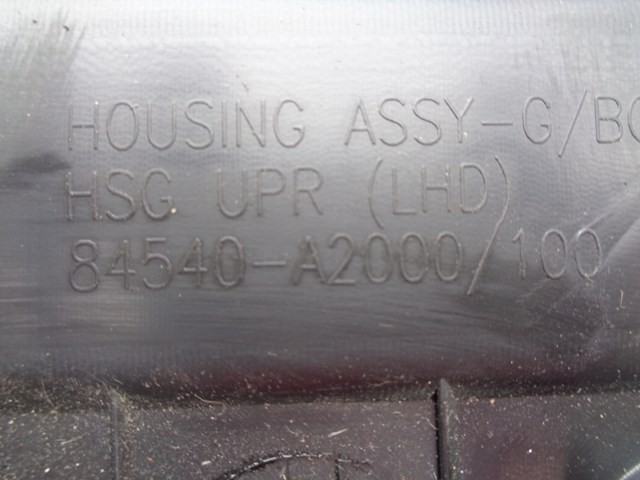 HOUSING ASSY-G/BO
HSG UPR (LHD)
84540-A2000/100